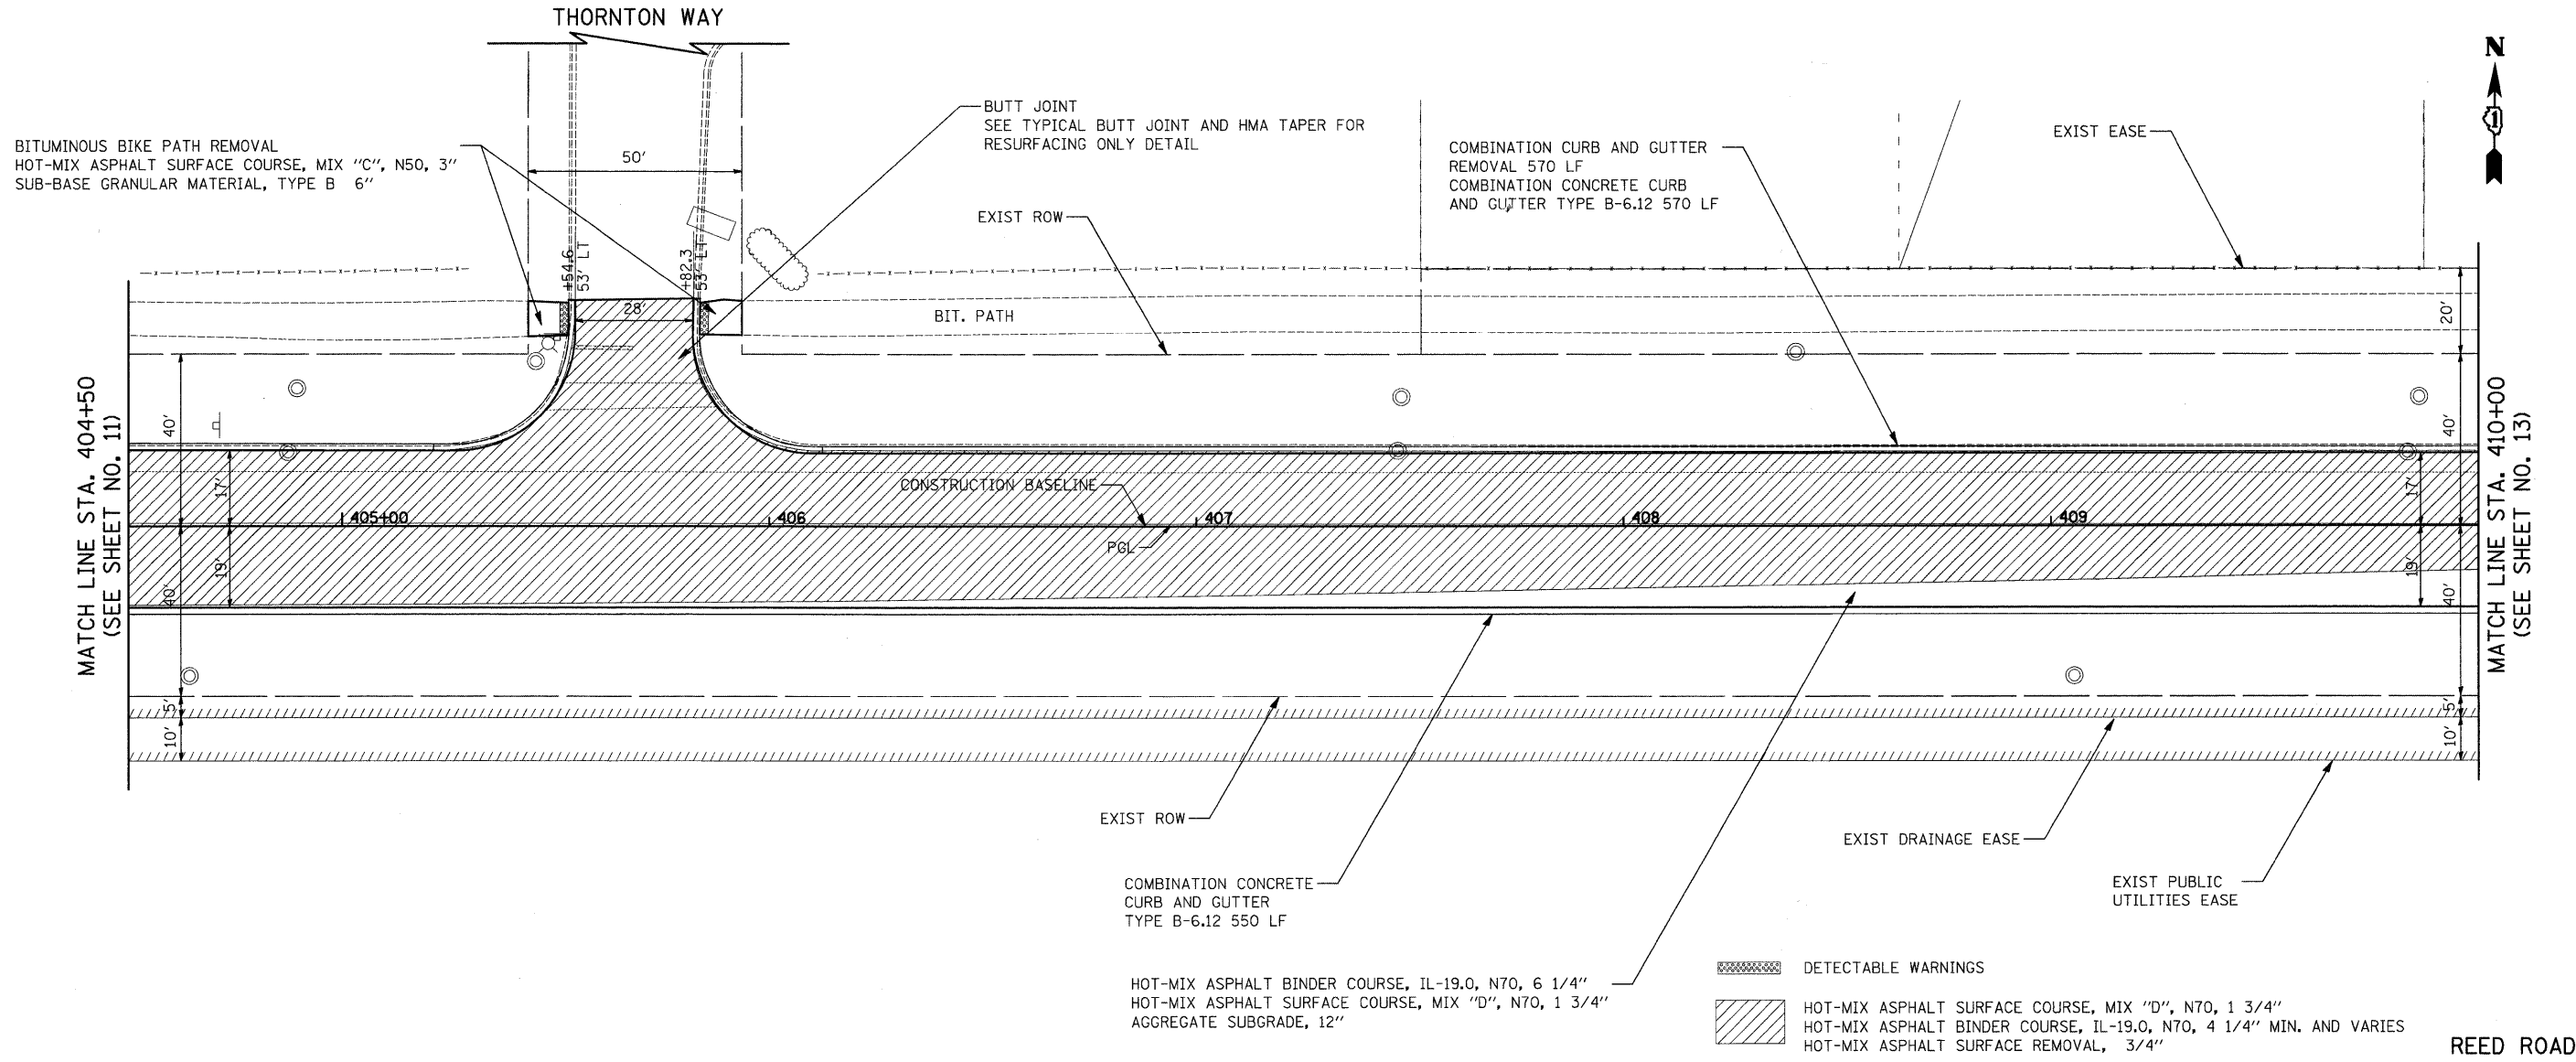 THORNTON WAY
N
1
BUTT JOINT
SEE TYPICAL BUTT JOINT AND HMA TAPER FOR
RESURFACING ONLY DETAIL
BITUMINOUS BIKE PATH REMOVAL
HOT-MIX ASPHALT SURFACE COURSE, MIX "C", N50, 3"
SUB-BASE GRANULAR MATERIAL, TYPE B 6"
50'
COMBINATION CURB AND GUTTER
REMOVAL 570 LF
COMBINATION CONCRETE CURB
AND GUTTER TYPE B-6.12 570 LF
EXIST EASE
EXIST ROW
+54.6
53' LT
+82.3
53' LT
28'
BIT. PATH
20'
MATCH LINE STA. 404+50
(SEE SHEET NO. 11)
40'
17'
40'
19'
5'
10'
CONSTRUCTION BASELINE
405+00
406
407
408
409
PGL
40'
17'
19'
40'
5'
10'
MATCH LINE STA. 410+00
(SEE SHEET NO. 13)
EXIST ROW
EXIST DRAINAGE EASE
EXIST PUBLIC
UTILITIES EASE
COMBINATION CONCRETE
CURB AND GUTTER
TYPE B-6.12 550 LF
HOT-MIX ASPHALT BINDER COURSE, IL-19.0, N70, 6 1/4"
HOT-MIX ASPHALT SURFACE COURSE, MIX "D", N70, 1 3/4"
AGGREGATE SUBGRADE, 12"
DETECTABLE WARNINGS
HOT-MIX ASPHALT SURFACE COURSE, MIX "D", N70, 1 3/4"
HOT-MIX ASPHALT BINDER COURSE, IL-19.0, N70, 4 1/4" MIN. AND VARIES
HOT-MIX ASPHALT SURFACE REMOVAL, 3/4"
REED ROAD